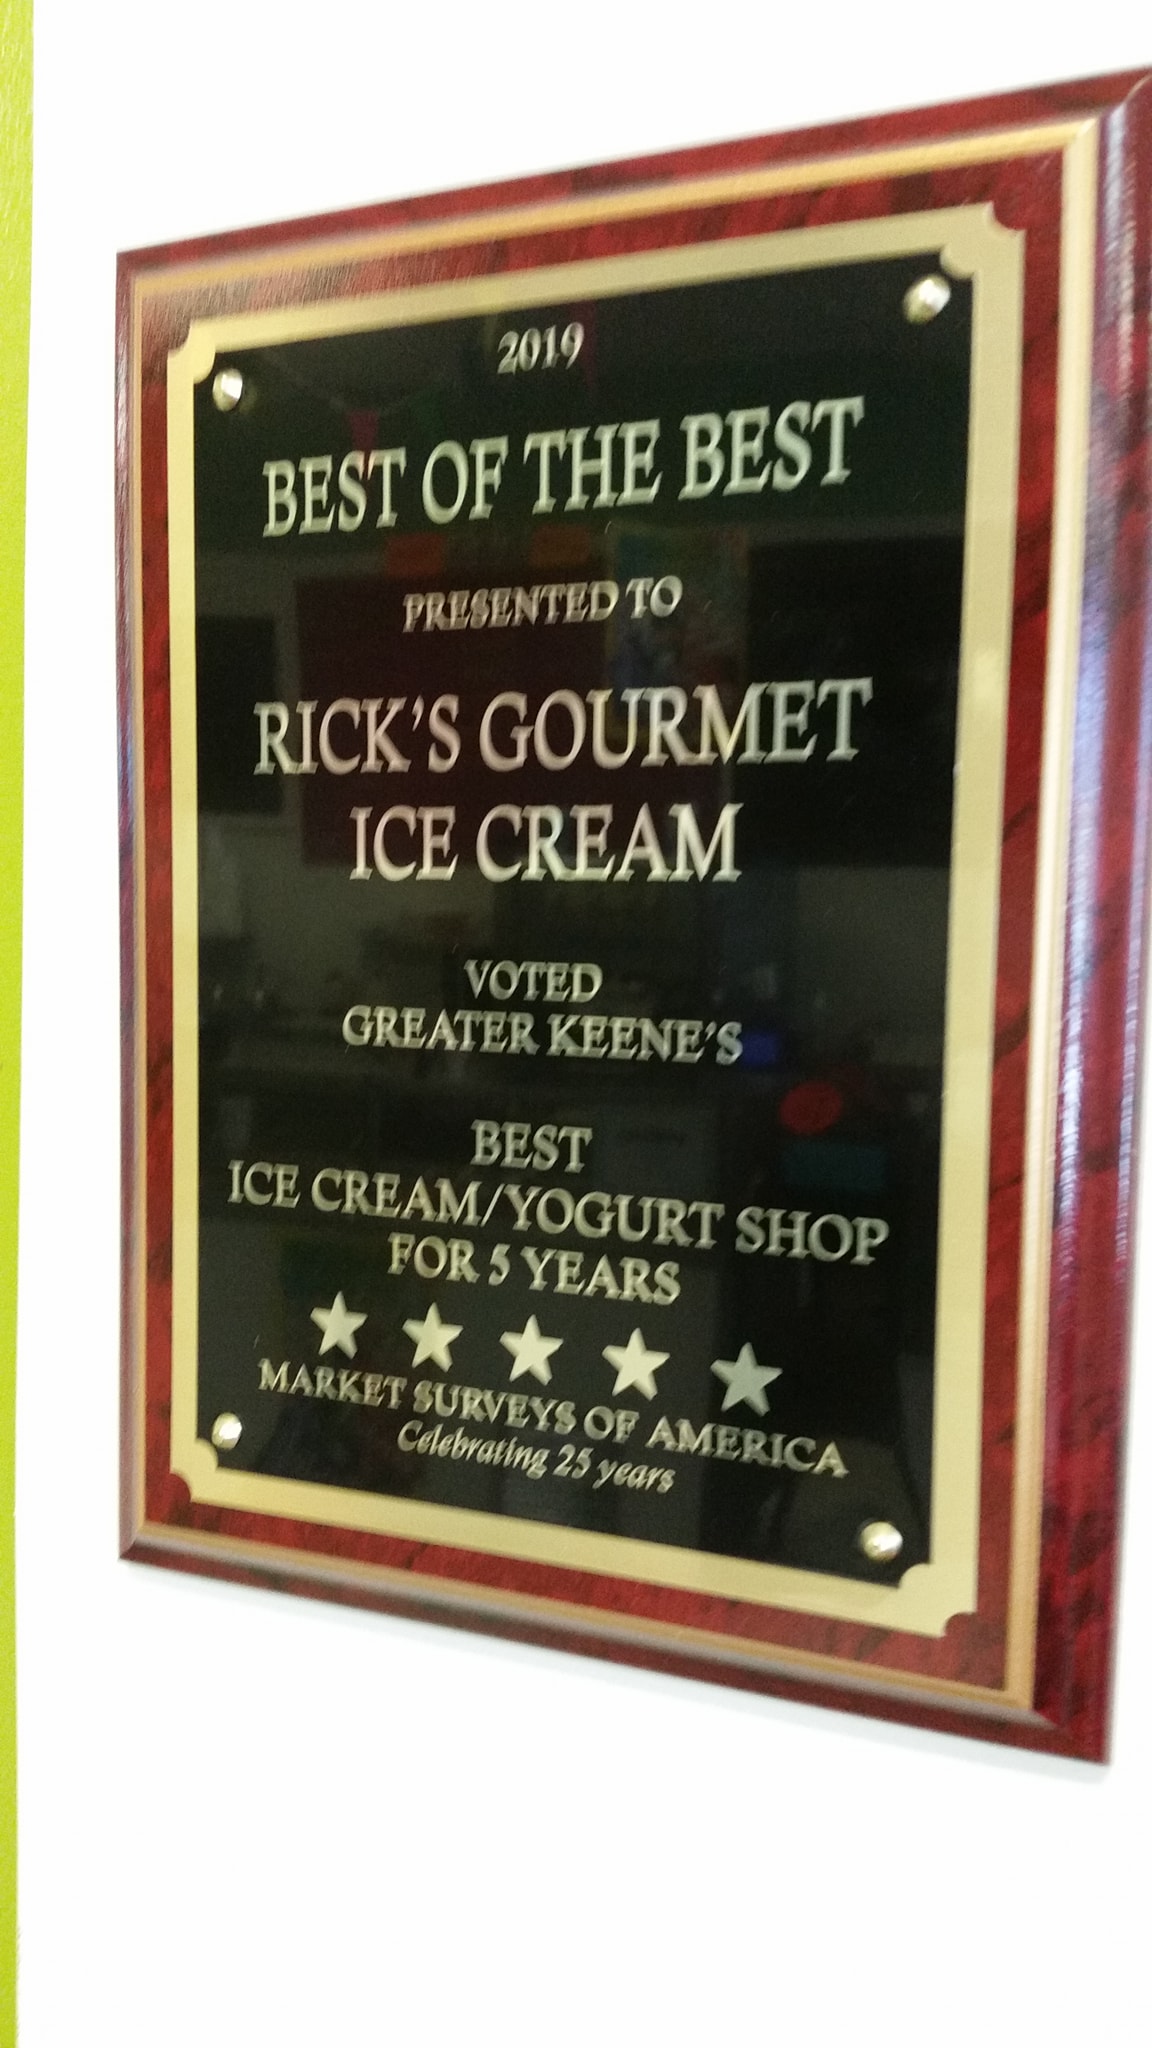 2019
BEST OF THE BEST
PRESENTED TO
RICK'S GOURMET
ICE CREAM
VOTED
GREATER KEENE'S
BEST
ICE CREAM/YOGURT SHOP
FOR 5 YEARS
MARKET SURVEYS OF AMERICA
Celebrating 25 years